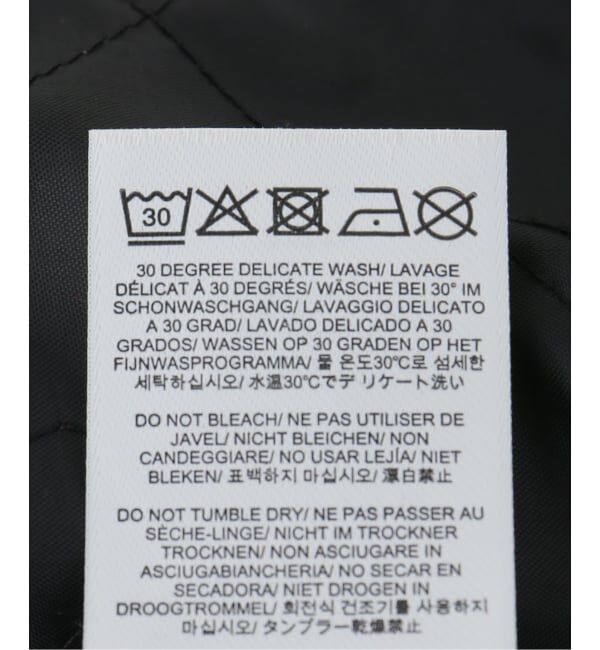 30
30 DEGREE DELICATE WASH/ LAVAGE
DÉLICAT À 30 DEGRÉS/ WÄSCHE BEI 30° IM
SCHONWASCHGANG/ LAVAGGIO DELICATO
A 30 GRAD/ LAVADO DELICADO A 30
GRADOS/ WASSEN OP 30 GRADEN OP HET
FIJNWASPROGRAMMA/ 물 온도30℃로 섬세한
세탁하십시오/ 水温30℃でデ リケート洗い
DO NOT BLEACH/ NE PAS UTILISER DE
JAVEL/ NICHT BLEICHEN/ NON
CANDEGGIARE/ NO USAR LEJÍA/ NIET
BLEKEN/ 표백하지 마십시오/ 漂白禁止
DO NOT TUMBLE DRY/ NE PAS PASSER AU
SÈCHE-LINGE/ NICHT IM TROCKNER
TROCKNEN/ NON ASCIUGARE IN
ASCIUGABIANCHERIA/ NO SECAR EN
SECADORA/ NIET DROGEN IN
DROOGTROMMEL/ 회전식 건조기를 사용하지
마십시오/ タンブラー乾燥禁止